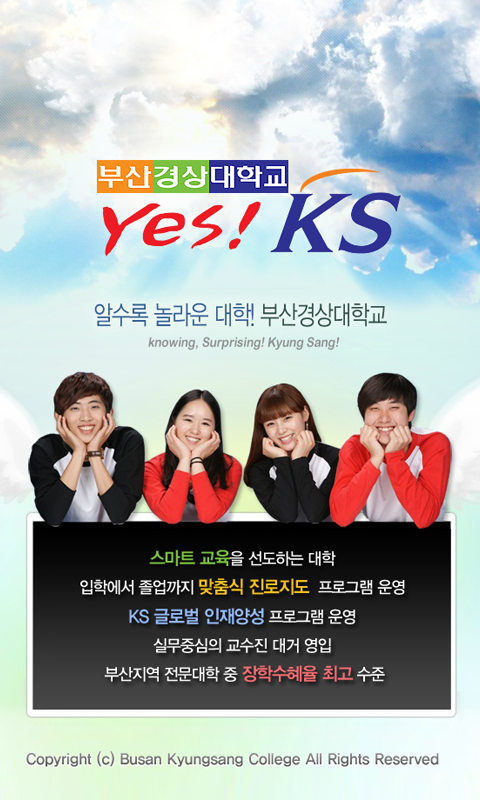 부산경상대학교
Yes! KS
알수록 놀라운 대학! 부산경상대학교
knowing, Surprising! Kyung Sang!
스마트 교육을 선도하는 대학
입학에서 졸업까지 맞춤식 진로지도 프로그램 운영
KS 글로벌 인재양성 프로그램 운영
실무중심의 교수진 대거 영입
부산지역 전문대학 중 장학수혜율 최고 수준
Copyright (c) Busan Kyungsang College All Rights Reserved